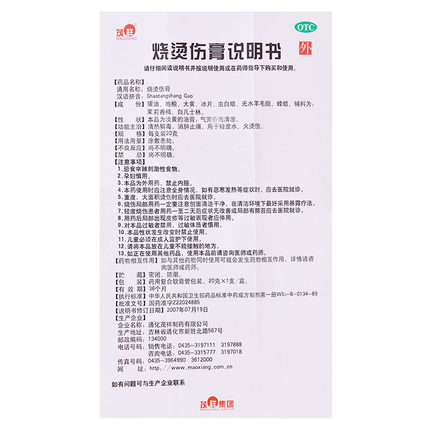 茂祥
MAOXIANG
OTC
外
烧烫伤膏说明书
请仔细阅读说明书并按说明使用或在药师指导下购买和使用。
【药品名称】
通用名称：烧烫伤膏
汉语拼音：Shaotangshang Gao
【成 份】 獾油、地榆、大黄、冰片、虫白蜡、无水羊毛脂、蜂蜡、辅料为：
茉莉香精，白凡士林。
【性 状】 本品为淡黄的油膏；气芳香而清凉。
【功能主治】清热解毒，消肿止痛。用于轻度水、火烫伤。
【规 格】 每支装20克
【用法用量】涂敷患处。
【不良反应】尚不明确。
【禁 忌】尚不明确。
【注意事项】
1.忌食辛辣刺激性食物。
2.孕妇慎用。
3.本品为外用药，禁止内服。
4.本药使用时应注意全身情况，如有恶寒发热等症状时，应去医院就诊。
5.重度、大面积烫伤时应去医院就诊。
6.烧伤局部用药一定要注意创面清洁干净，在清洁环境下最好采用暴露疗法。
7.轻度烧伤患者用药一至二天后症状无改善或局部有脓苔应去医院就诊。
8.用药后局部出现皮疹等过敏表现者应停用。
9.对本品过敏者禁用，过敏体质者慎用。
10.本品性状发生改变时禁止使用。
11.儿童必须在成人监护下使用。
12.请将本品放在儿童不能接触的地方。
13.如正在使用其他药品，使用本品前请咨询医师或药师。
【药物相互作用】如与其他药物同时使用可能会发生药物相互作用，详情请咨
询医师或药师。
【贮 藏】 密闭，防潮。
【包 装】 药用复合软膏管包装，20克×1支/盒。
【有 效 期】 36个月
【执行标准】中华人民共和国卫生部药品标准中药成方制剂第一册WS₃-B-0134-89
【批准文号】国药准字Z22024885
【说明书修订日期】2007年07月19日
【生产企业】
企业名称：通化茂祥制药有限公司
生产地址：吉林省通化市新胜北路567号
邮政编码：134000
电话号码：销售电话：0435-3197111 3197888
咨询电话：0435-3315777 3197018
传真号码：0435-3964990 3612000
网 址：http://www.maoxiang.com.cn
如有问题可与生产企业联系
茂祥集团